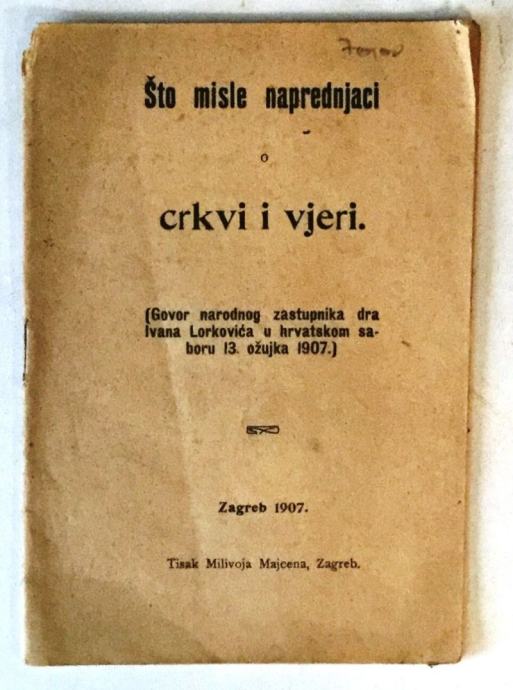 Što misle naprednjaci
o
crkvi i vjeri.
(Govor narodnog zastupnika dra
Ivana Lorkovića u hrvatskom sa-
boru 13. ožujka 1907.)
Zagreb 1907.
Tisak Milivoja Majcena, Zagreb.